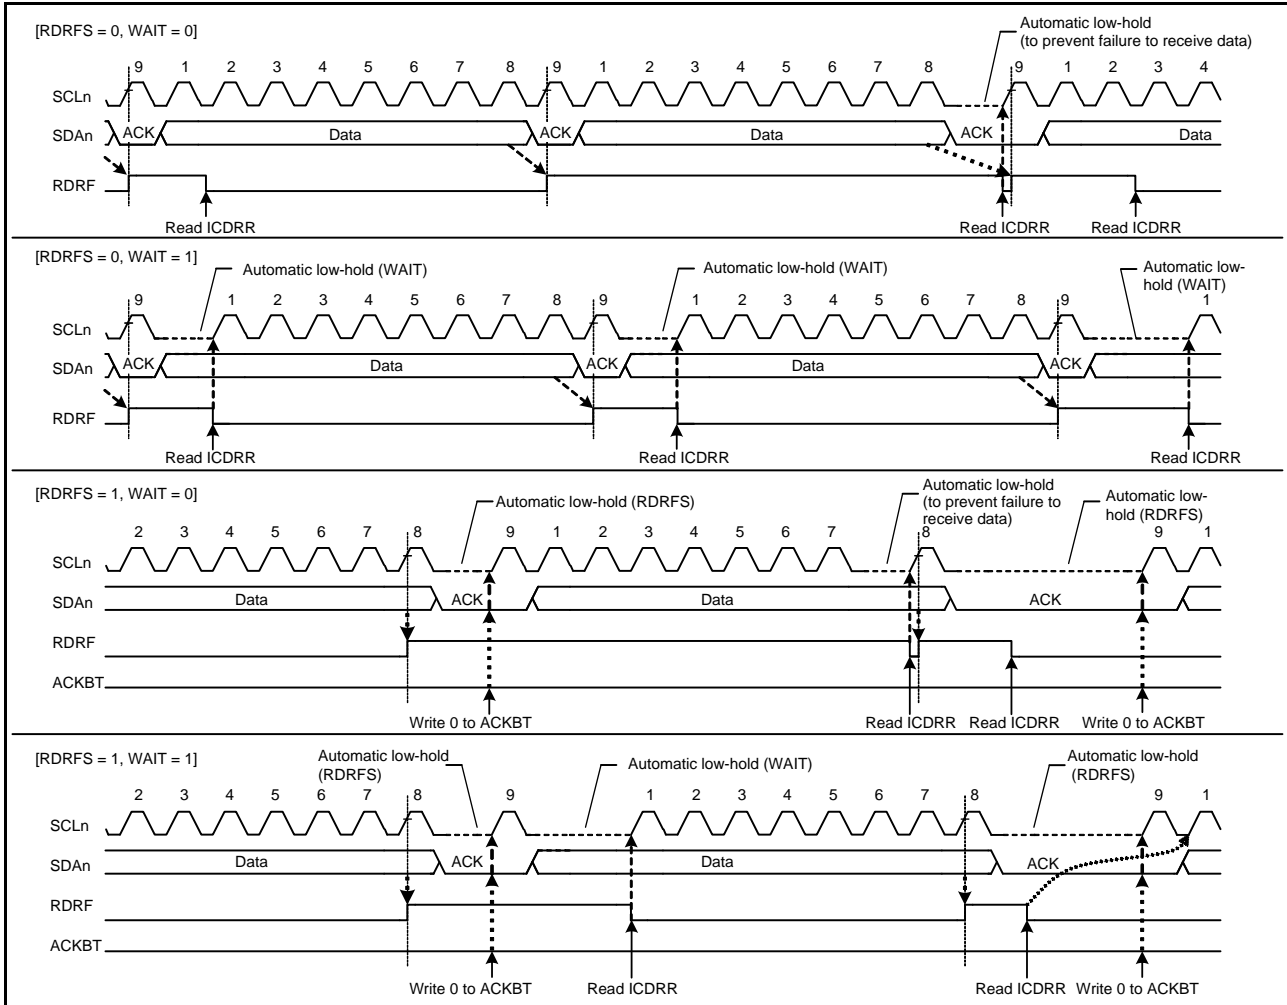 [RDRFS = 0, WAIT = 0]
Automatic low-hold
(to prevent failure to receive data)
9 1 2 3 4 5 6 7 8 9 1 2 3 4 5 6 7 8 9 1 2 3 4
SCLn
SDAn ACK Data ACK Data ACK Data
RDRF
Read ICDRR Read ICDRR Read ICDRR
[RDRFS = 0, WAIT = 1]
Automatic low-hold (WAIT) Automatic low-hold (WAIT) Automatic low-
hold (WAIT)
9 1 2 3 4 5 6 7 8 9 1 2 3 4 5 6 7 8 9 1
SCLn
SDAn ACK Data ACK Data ACK
RDRF
Read ICDRR Read ICDRR Read ICDRR
[RDRFS = 1, WAIT = 0]
Automatic low-hold (RDRFS)
Automatic low-hold
(to prevent failure to
receive data)
Automatic low-
hold (RDRFS)
2 3 4 5 6 7 8 9 1 2 3 4 5 6 7 8 9 1
SCLn
SDAn Data ACK Data ACK
RDRF
ACKBT
Write 0 to ACKBT Read ICDRR Read ICDRR Write 0 to ACKBT
[RDRFS = 1, WAIT = 1]
Automatic low-hold
(RDRFS)
Automatic low-hold (WAIT)
Automatic low-hold
(RDRFS)
2 3 4 5 6 7 8 9 1 2 3 4 5 6 7 8 9 1
SCLn
SDAn Data ACK Data ACK
RDRF
ACKBT
Write 0 to ACKBT Read ICDRR Read ICDRR Write 0 to ACKBT